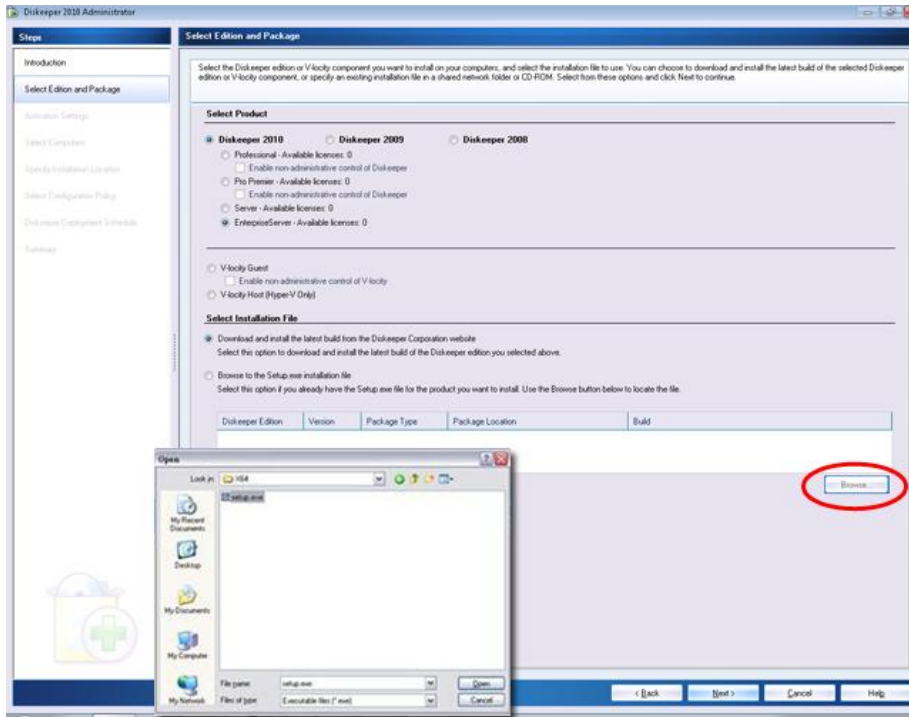 Diskeeper 2010 Administrator
Steps
Introduction
Select Edition and Package
Activation Settings
Select Computers
Specify Installation Location
Select Configuration Policy
Diskeeper Deployment Schedule
Summary
Select Edition and Package
Select the Diskeeper edition or V-locity component you want to install on your computers, and select the installation file to use. You can choose to download and install the latest build of the selected Diskeeper
edition or V-locity component, or specify an existing installation file in a shared network folder or CD-ROM. Select from these options and click Next to continue.
Select Product
Diskeeper 2010 Diskeeper 2009 Diskeeper 2008
Professional - Available licenses: 0
Enable non-administrative control of Diskeeper
Pro Premier - Available licenses: 0
Enable non-administrative control of Diskeeper
Server - Available licenses: 0
EnterpriseServer - Available licenses: 0
V-locity Guest
Enable non-administrative control of V-locity
V-locity Host (Hyper-V Only)
Select Installation File
Download and install the latest build from the Diskeeper Corporation website
Select this option to download and install the latest build of the Diskeeper edition you selected above.
Browse to the Setup.exe installation file
Select this option if you already have the Setup.exe file for the product you want to install. Use the Browse button below to locate the file.
Diskeeper Edition Version Package Type Package Location Build
Browse...
Open
Look in: X64
setup.exe
My Recent
Documents
Desktop
My Documents
My Computer
My Network
File name: setup.exe Open
Files of type: Executable files (*.exe) Cancel
< Back Next > Cancel Help